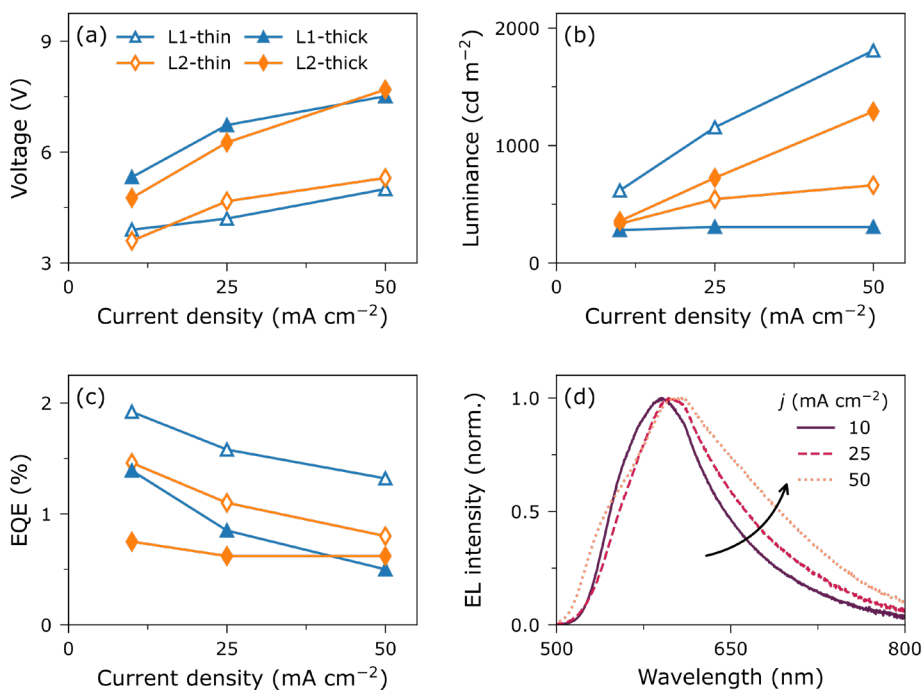 (a)
L1-thin
L1-thick
L2-thin
L2-thick
9
6
3
Voltage (V)
0
25
50
Current density (mA cm⁻²)
(b)
2000
1000
0
Luminance (cd m⁻²)
0
25
50
Current density (mA cm⁻²)
(c)
2
1
0
EQE (%)
0
25
50
Current density (mA cm⁻²)
(d)
j (mA cm⁻²)
10
25
50
1.0
0.5
0.0
EL intensity (norm.)
500
650
800
Wavelength (nm)